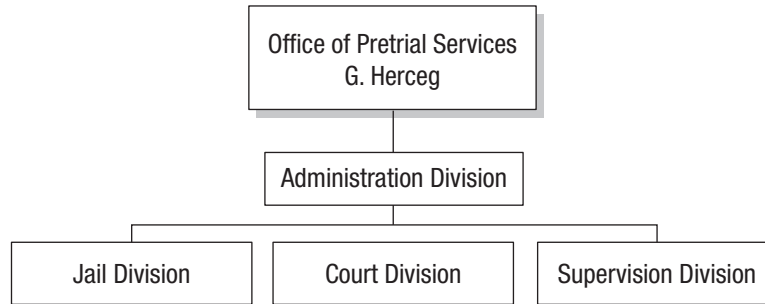 Office of Pretrial Services
G. Herceg
Administration Division
Jail Division
Court Division
Supervision Division